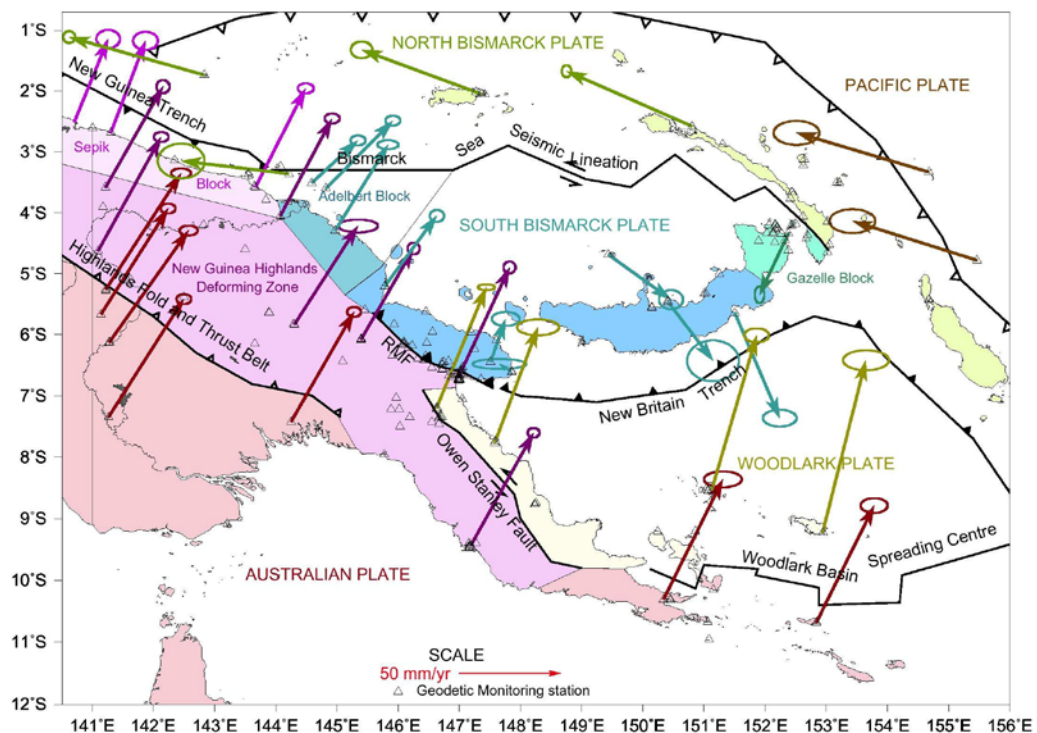 1°S
2°S
3°S
4°S
5°S
6°S
7°S
8°S
9°S
10°S
11°S
12°S
NORTH BISMARCK PLATE
PACIFIC PLATE
New Guinea Trench
Sepik
Block
Bismarck
Sea
Seismic Lineation
Adelbert Block
SOUTH BISMARCK PLATE
Gazelle Block
New Guinea Highlands
Deforming Zone
Highlands Fold and Thrust Belt
RMF
New Britain
Trench
WOODLARK PLATE
Owen Stanley Fault
Woodlark Basin
Spreading Centre
AUSTRALIAN PLATE
SCALE
50 mm/yr
Geodetic Monitoring station
141°E
142°E
143°E
144°E
145°E
146°E
147°E
148°E
149°E
150°E
151°E
152°E
153°E
154°E
155°E
156°E